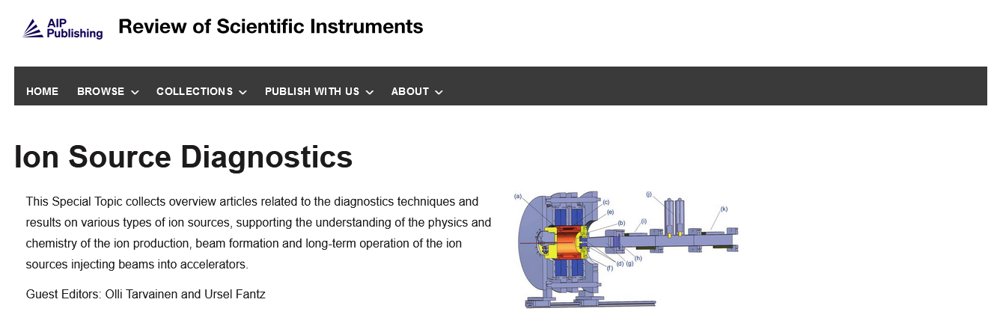 AIP
Publishing
Review of Scientific Instruments
HOME BROWSE COLLECTIONS PUBLISH WITH US ABOUT
Ion Source Diagnostics
This Special Topic collects overview articles related to the diagnostics techniques and
results on various types of ion sources, supporting the understanding of the physics and
chemistry of the ion production, beam formation and long-term operation of the ion
sources injecting beams into accelerators.
Guest Editors: Olli Tarvainen and Ursel Fantz
(a)
(c)
(e)
(b)
(i)
(j)
(k)
(d) (g)
(h)
(f)